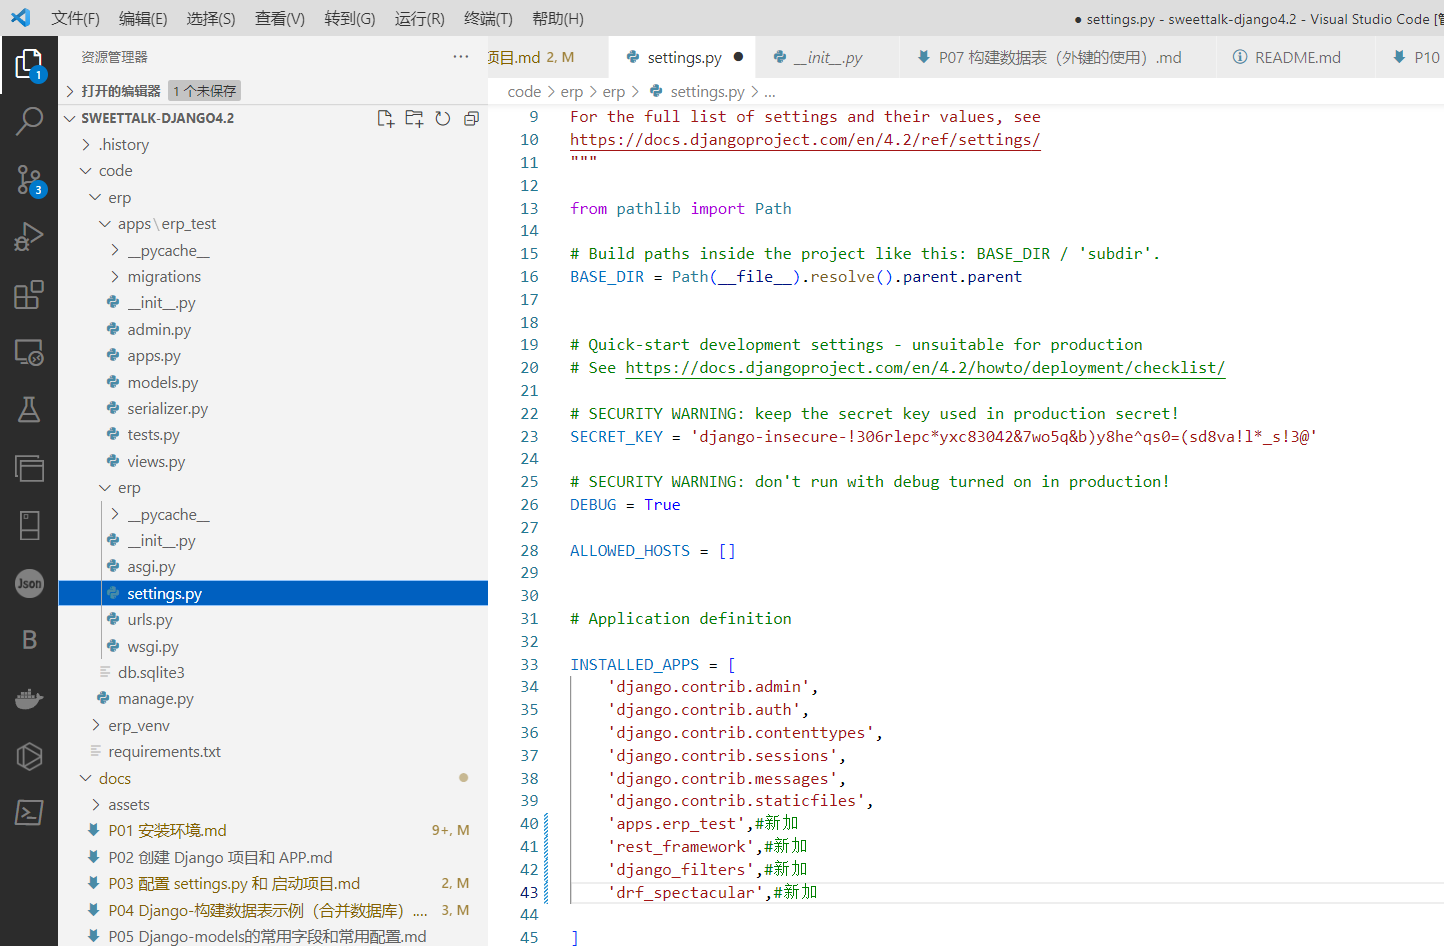 文件(F) 编辑(E) 选择(S) 查看(V) 转到(G) 运行(R) 终端(T) 帮助(H) ● settings.py - sweettalk-django4.2 - Visual Studio Code [管
资源管理器 ···
项目.md 2, M settings.py ● __init__.py P07 构建数据表（外键的使用）.md README.md P10
打开的编辑器 1 个未保存
code > erp > erp > settings.py > ...
SWEETTALK-DJANGO4.2
.history
code
erp
aps\erp_test
__pycache__
migrations
__init__.py
admin.py
apps.py
models.py
serializer.py
tests.py
views.py
erp
__pycache__
__init__.py
asgi.py
settings.py
urls.py
wsgi.py
db.sqlite3
manage.py
erp_venv
requirements.txt
docs
assets
P01 安装环境.md 9+, M
P02 创建 Django 项目和 APP.md
P03 配置 settings.py 和 启动项目.md 2, M
P04 Django-构建数据表示例（合并数据库）.... 3, M
P05 Django-models的常用字段和常用配置.md
1
3
Json
B
9 For the full list of settings and their values, see
10 https://docs.djangoproject.com/en/4.2/ref/settings/
11 """
12
13 from pathlib import Path
14
15 # Build paths inside the project like this: BASE_DIR / 'subdir'.
16 BASE_DIR = Path(__file__).resolve().parent.parent
17
18
19 # Quick-start development settings - unsuitable for production
20 # See https://docs.djangoproject.com/en/4.2/howto/deployment/checklist/
21
22 # SECURITY WARNING: keep the secret key used in production secret!
23 SECRET_KEY = 'django-insecure-!306rlepc*yxc83042&7wo5q&b)y8he^qs0=(sd8va!l*_s!3@'
24
25 # SECURITY WARNING: don't run with debug turned on in production!
26 DEBUG = True
27
28 ALLOWED_HOSTS = []
29
30
31 # Application definition
32
33 INSTALLED_APPS = [
34 'django.contrib.admin',
35 'django.contrib.auth',
36 'django.contrib.contenttypes',
37 'django.contrib.sessions',
38 'django.contrib.messages',
39 'django.contrib.staticfiles',
40 'apps.erp_test',#新加
41 'rest_framework',#新加
42 'django_filters',#新加
43 'drf_spectacular',#新加
44
45 ]